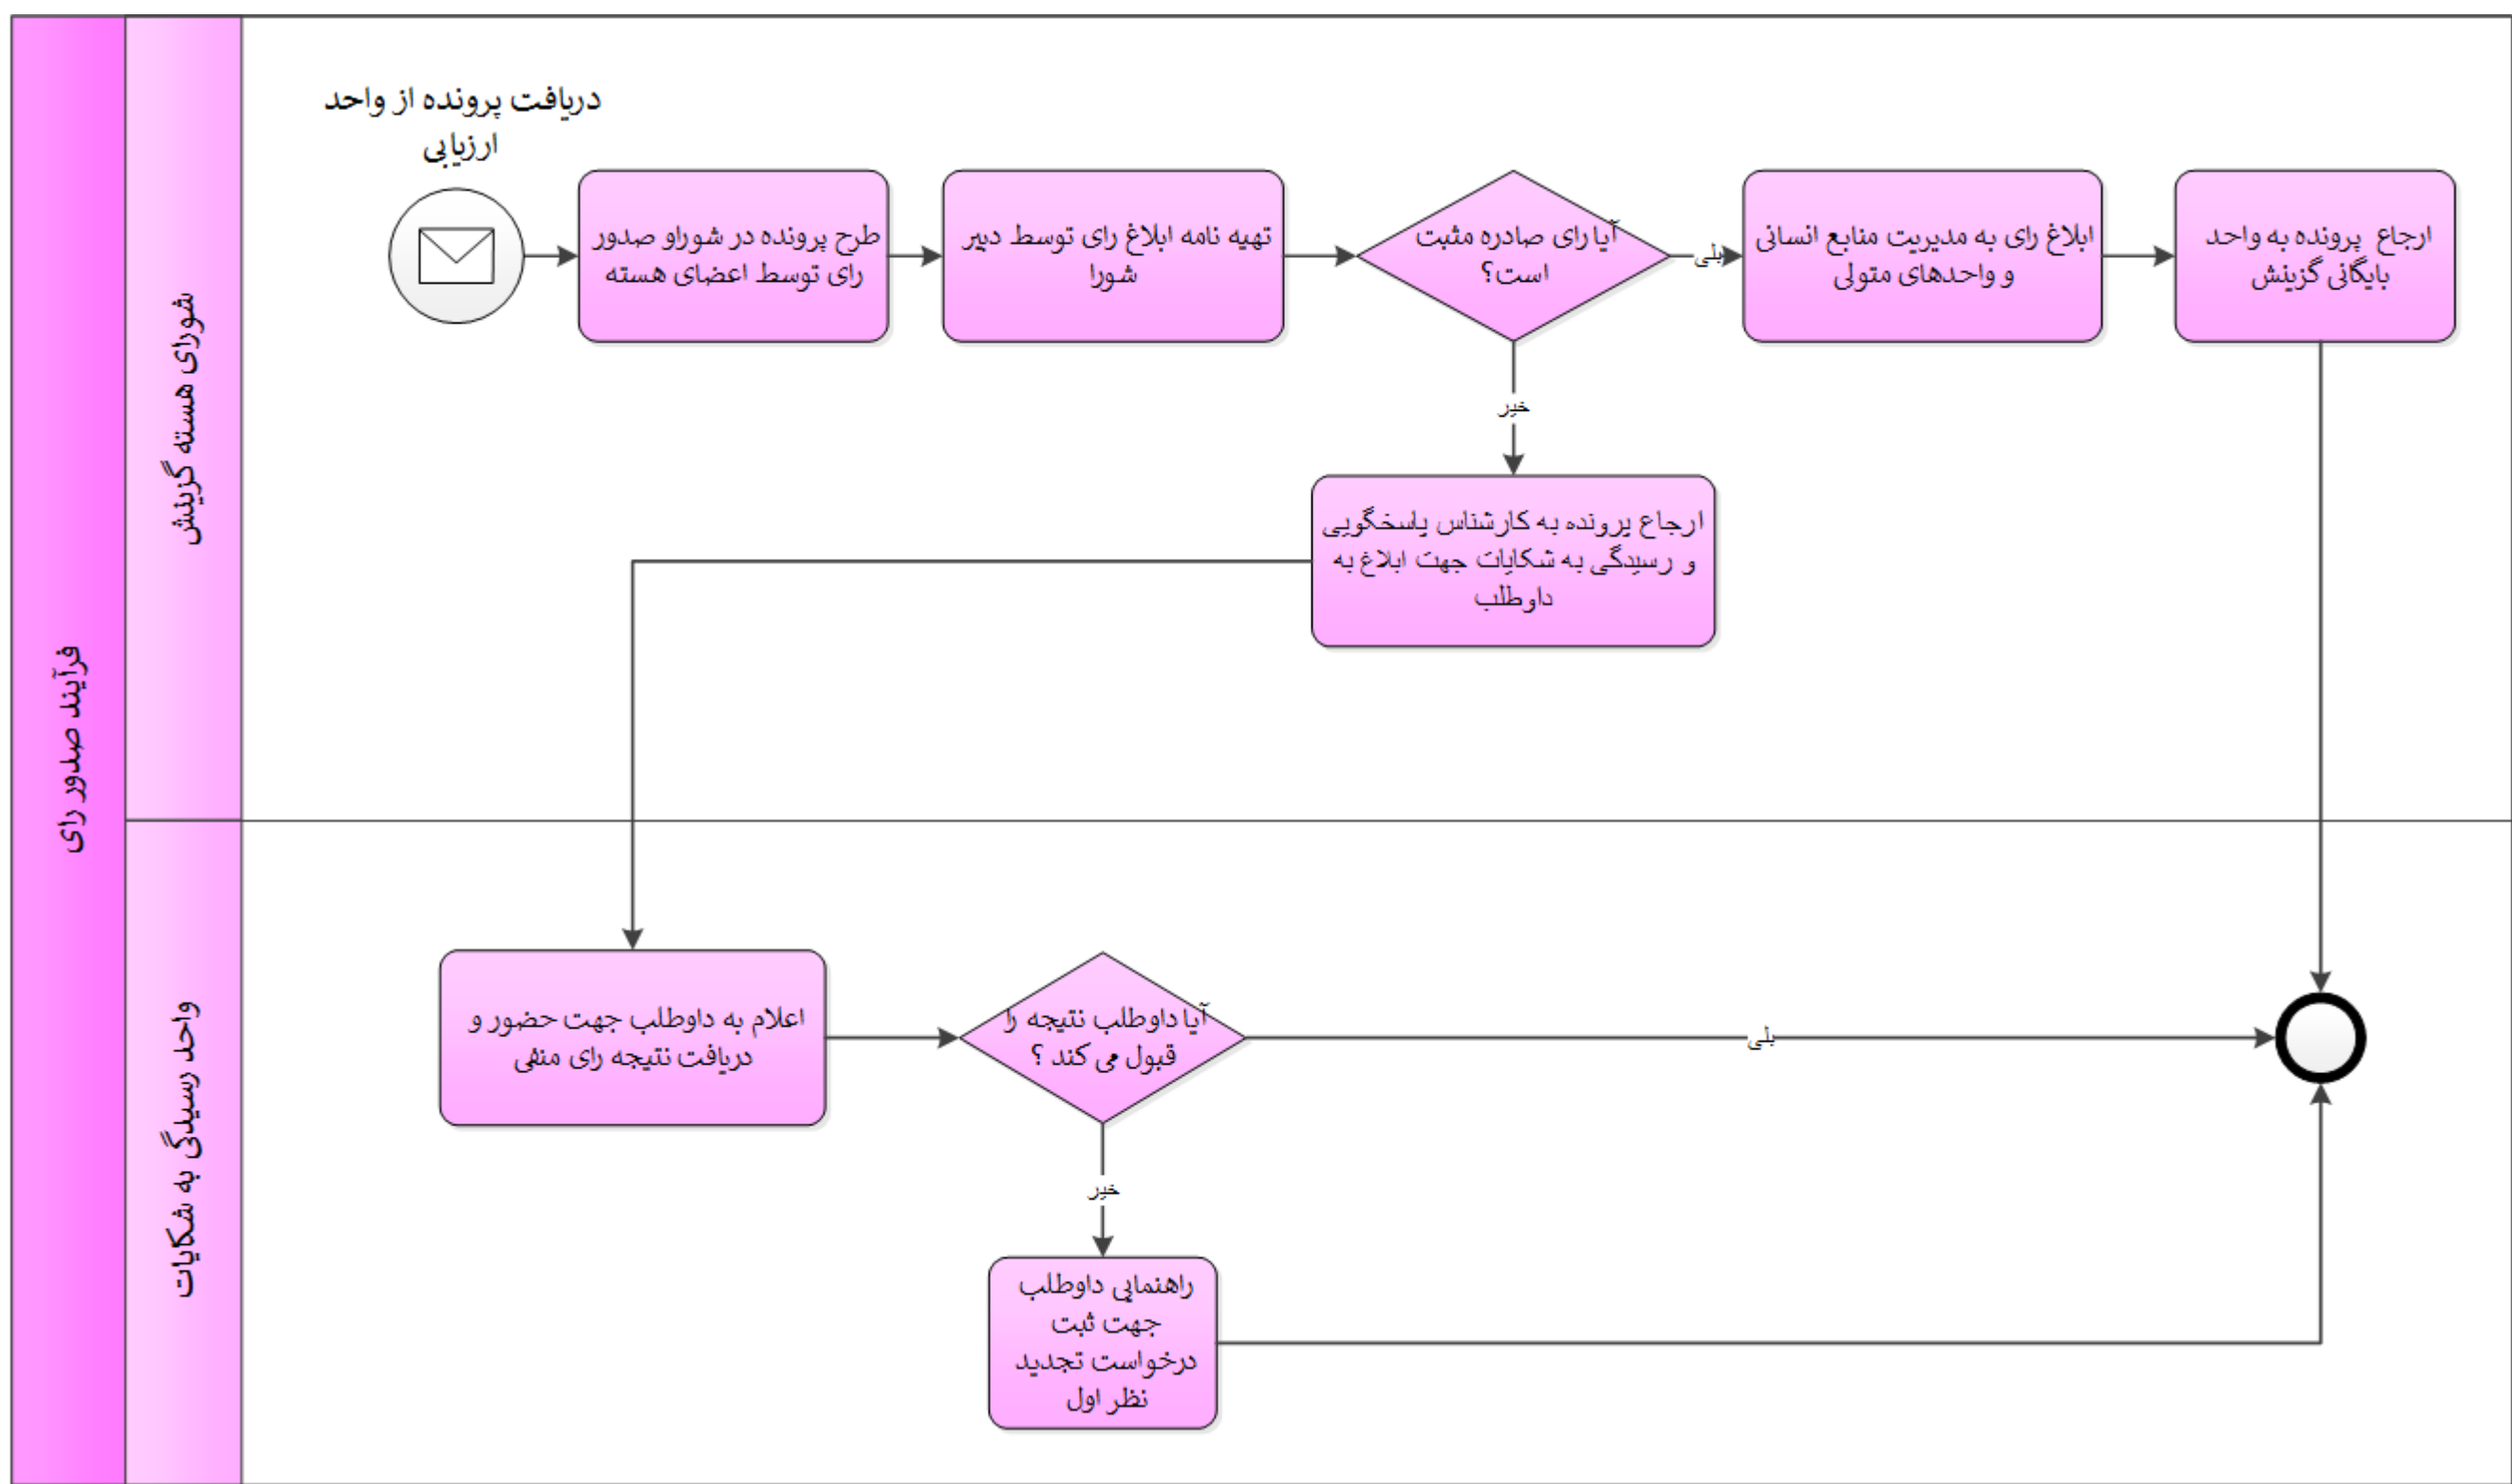 فرآیند صدور رای
شورای هسته گزینش
دریافت پرونده از واحد
ارزیابی
طرح پرونده در شوراو صدور
رای توسط اعضای هسته
تهیه نامه ابلاغ رای توسط دبیر
شورا
آیا رای صادره مثبت
است؟
بلی
ابلاغ رای به مدیریت منابع انسانی
و واحدهای متولی
ارجاع پرونده به واحد
بایگانی گزینش
خیر
ارجاع پرونده به کارشناس پاسخگویی
و رسیدگی به شکایات جهت ابلاغ به
داوطلب
واحد رسیدگی به شکایات
اعلام به داوطلب جهت حضور و
دریافت نتیجه رای منفی
آیا داوطلب نتیجه را
قبول می کند ؟
بلی
خیر
راهنمایی داوطلب
جهت ثبت
درخواست تجدید
نظر اول